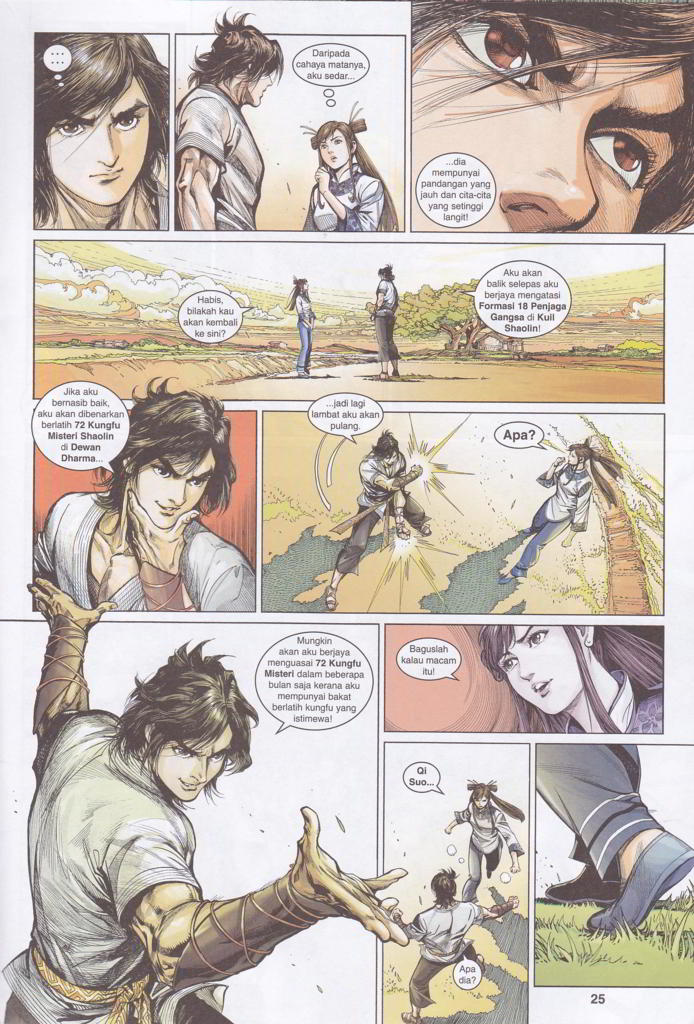 ...
...
Daripada
cahaya matanya,
aku sedar...
...dia
mempunyai
pandangan yang
jauh dan cita-cita
yang setinggi
langit!
Habis,
bilakah kau
akan kembali
ke sini?
Aku akan
balik selepas aku
berjaya mengatasi
Formasi 18 Penjaga
Gangsa di Kuil
Shaolin!
Jika aku
bernasib baik,
aku akan dibenarkan
berlatih 72 Kungfu
Misteri Shaolin
di Dewan
Dharma...
...jadi lagi
lambat aku akan
pulang.
Apa?
Mungkin
akan aku berjaya
menguasai 72 Kungfu
Misteri dalam beberapa
bulan saja kerana aku
mempunyai bakat
berlatih kungfu yang
istimewa!
Baguslah
kalau macam
itu!
Qi
Suo...
Apa
dia?
25